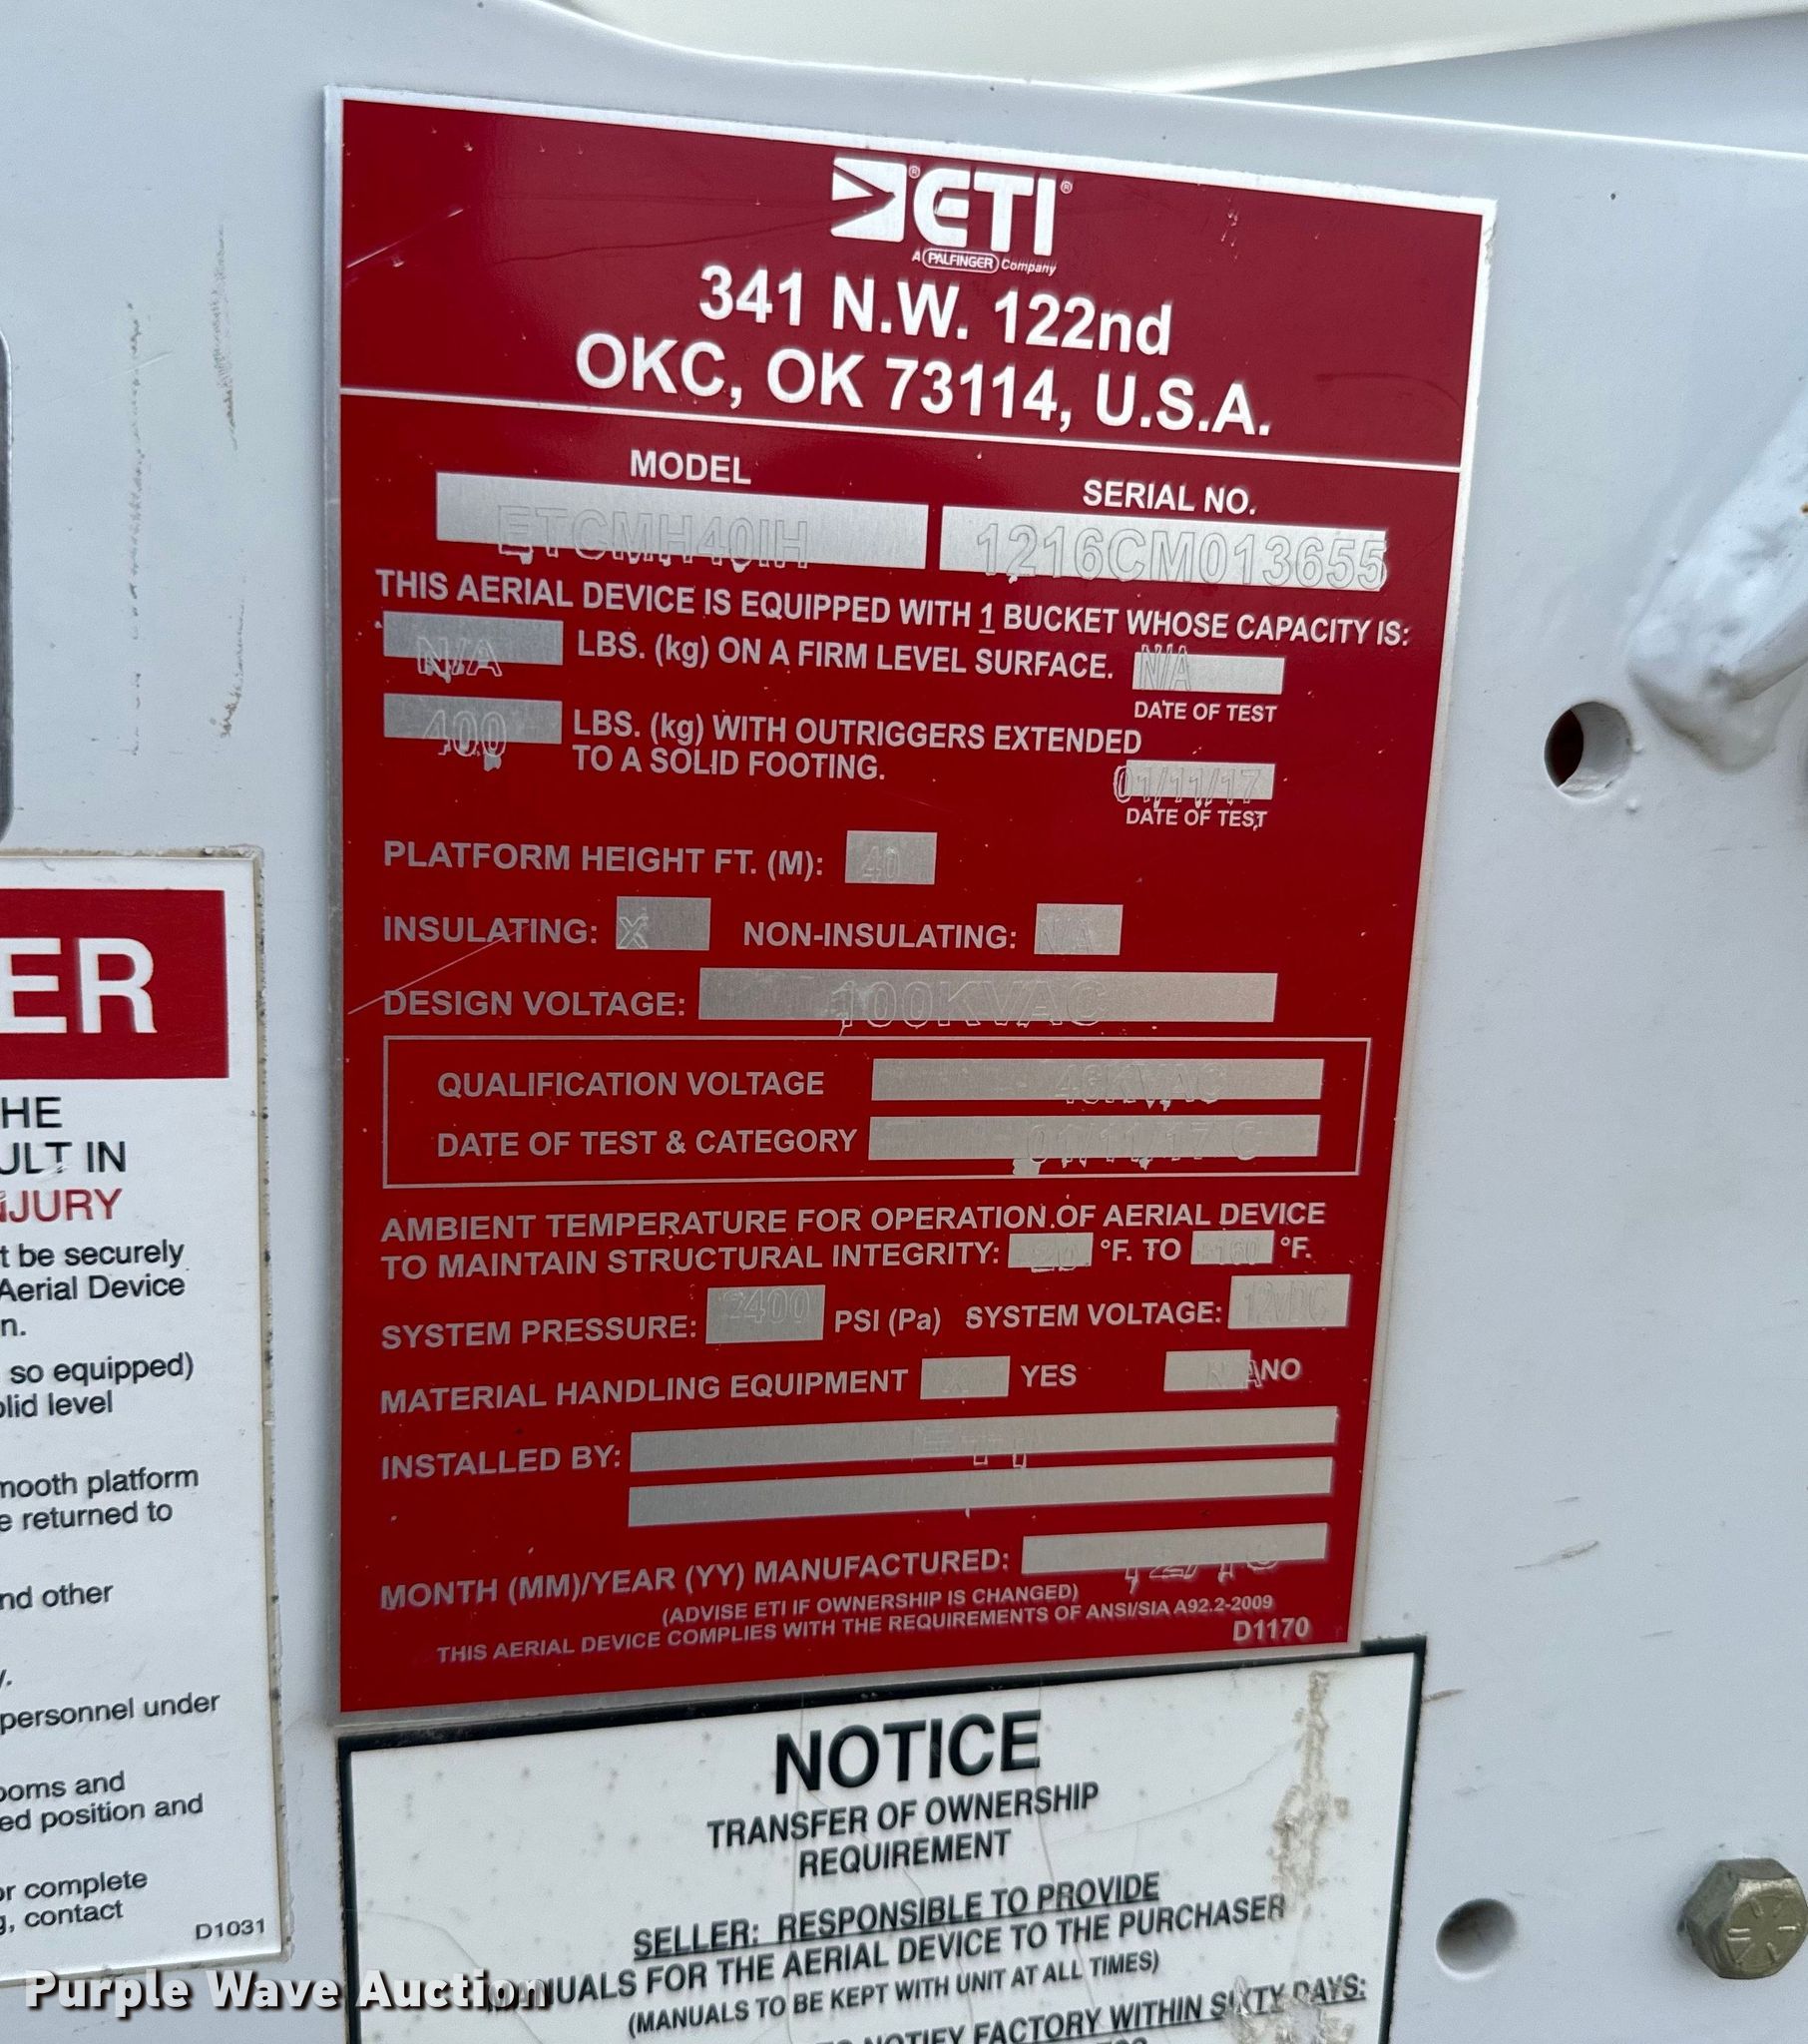 ETI®
A PALFINGER Company
341 N.W. 122nd
OKC, OK 73114, U.S.A.
MODEL SERIAL NO.
ETCMH40IH 1216CM013655
THIS AERIAL DEVICE IS EQUIPPED WITH 1 BUCKET WHOSE CAPACITY IS:
N/A LBS. (kg) ON A FIRM LEVEL SURFACE. N/A
DATE OF TEST
400 LBS. (kg) WITH OUTRIGGERS EXTENDED
TO A SOLID FOOTING. 01/11/17
DATE OF TEST
PLATFORM HEIGHT FT. (M): 40
INSULATING: X NON-INSULATING:
DESIGN VOLTAGE: 100KVAC
QUALIFICATION VOLTAGE 46KVAC
DATE OF TEST & CATEGORY 01/11/17 C
AMBIENT TEMPERATURE FOR OPERATION OF AERIAL DEVICE
TO MAINTAIN STRUCTURAL INTEGRITY: °F. TO °F.
SYSTEM PRESSURE: 2400 PSI (Pa) SYSTEM VOLTAGE: 12VDC
MATERIAL HANDLING EQUIPMENT X YES NO
INSTALLED BY: ETI
MONTH (MM)/YEAR (YY) MANUFACTURED: 12/16
(ADVISE ETI IF OWNERSHIP IS CHANGED)
THIS AERIAL DEVICE COMPLIES WITH THE REQUIREMENTS OF ANSI/SIA A92.2-2009
D1170
ER
HE
ULT IN
NJURY
t be securely
Aerial Device
n.
so equipped)
olid level
mooth platform
e returned to
nd other
y.
personnel under
ooms and
ed position and
or complete
g, contact
D1031
NOTICE
TRANSFER OF OWNERSHIP
REQUIREMENT
SELLER: RESPONSIBLE TO PROVIDE
MANUALS FOR THE AERIAL DEVICE TO THE PURCHASER
(MANUALS TO BE KEPT WITH UNIT AT ALL TIMES)
NOTIFY FACTORY WITHIN SIXTY DAYS:
Purple Wave Auction